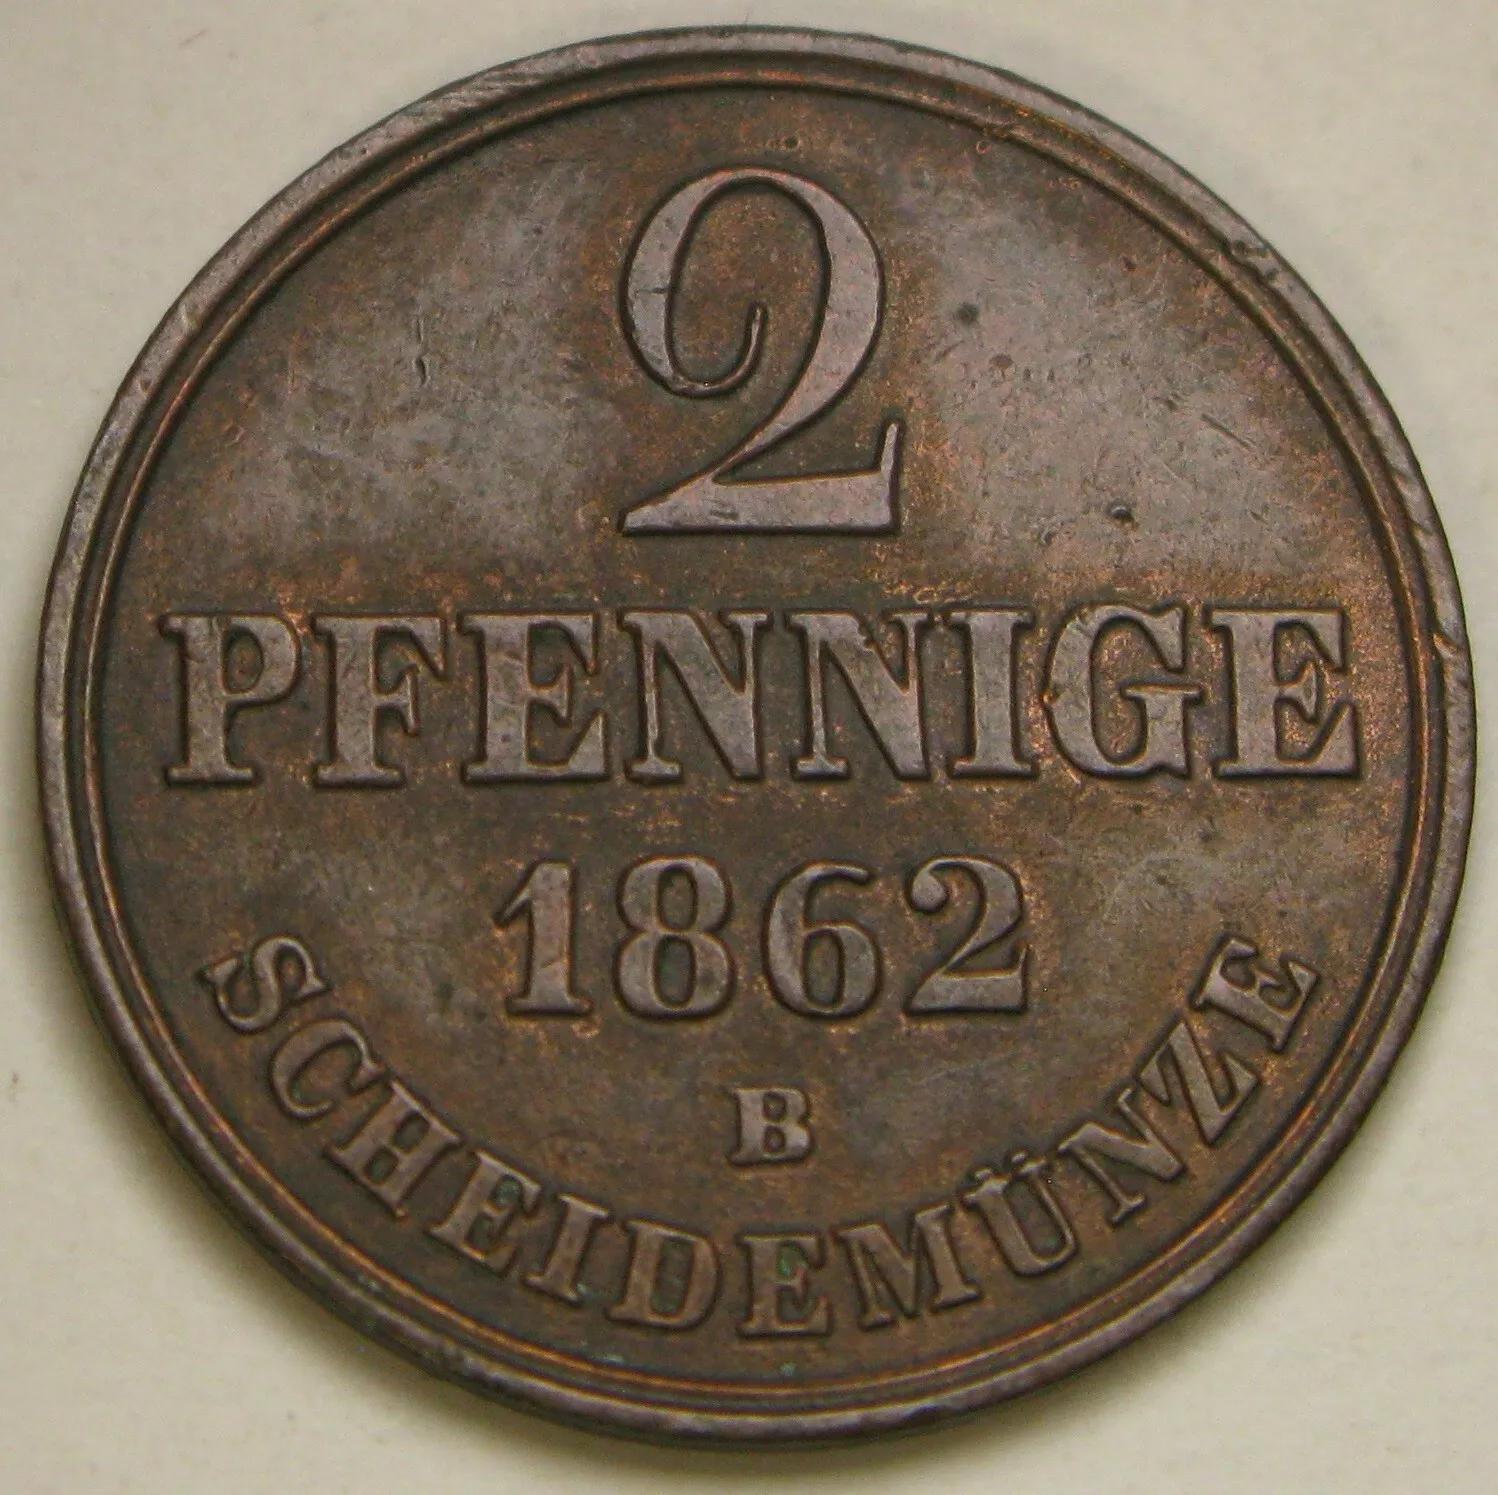 2
PFENNIGE
1862
B
SCHEIDEMÜNZE